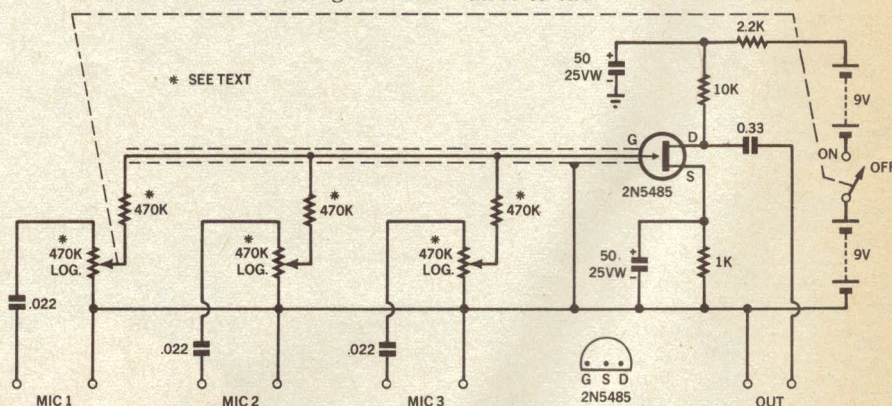 2.2K
50
25VW
+
-
* SEE TEXT
10K
9V
G
D
0.33
ON
OFF
S
2N5485
*
470K
*
470K
*
470K
*
470K
LOG.
*
470K
LOG.
*
470K
LOG.
50
25VW
+
-
1K
9V
.022
.022
.022
G S D
2N5485
MIC 1
MIC 2
MIC 3
OUT